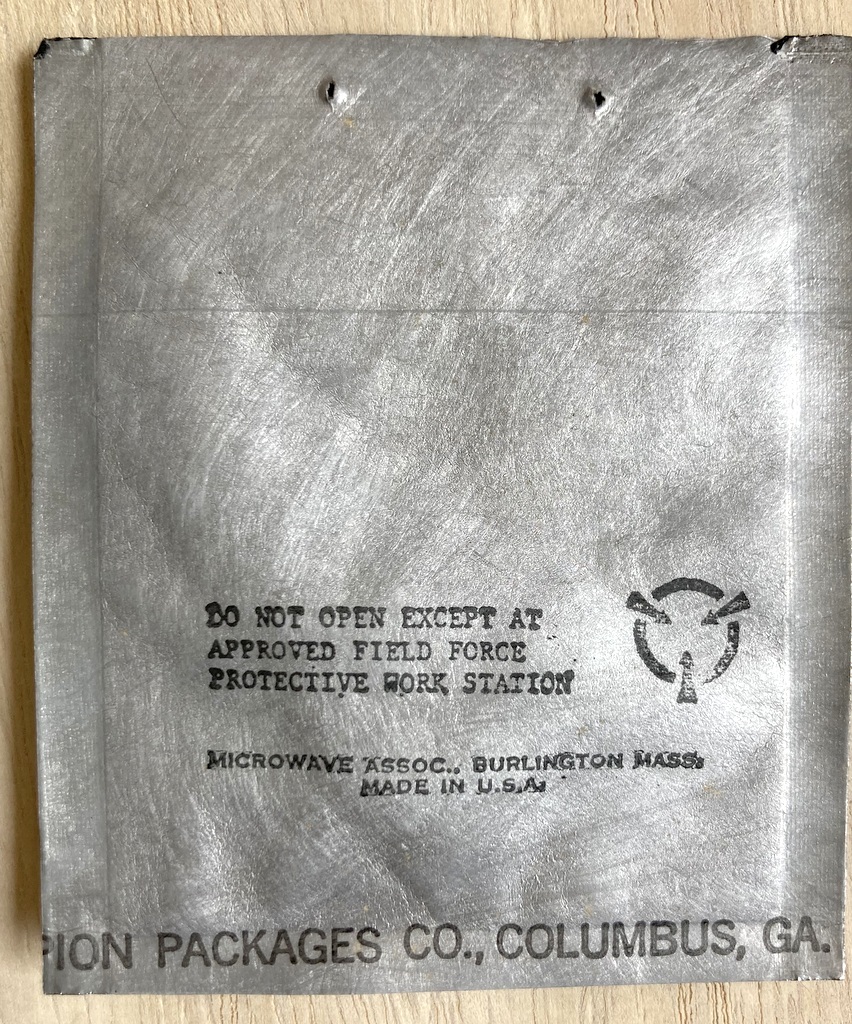 DO NOT OPEN EXCEPT AT
APPROVED FIELD FORCE
PROTECTIVE WORK STATION
MICROWAVE ASSOC., BURLINGTON MASS.
MADE IN U.S.A.
PION PACKAGES CO., COLUMBUS, GA.